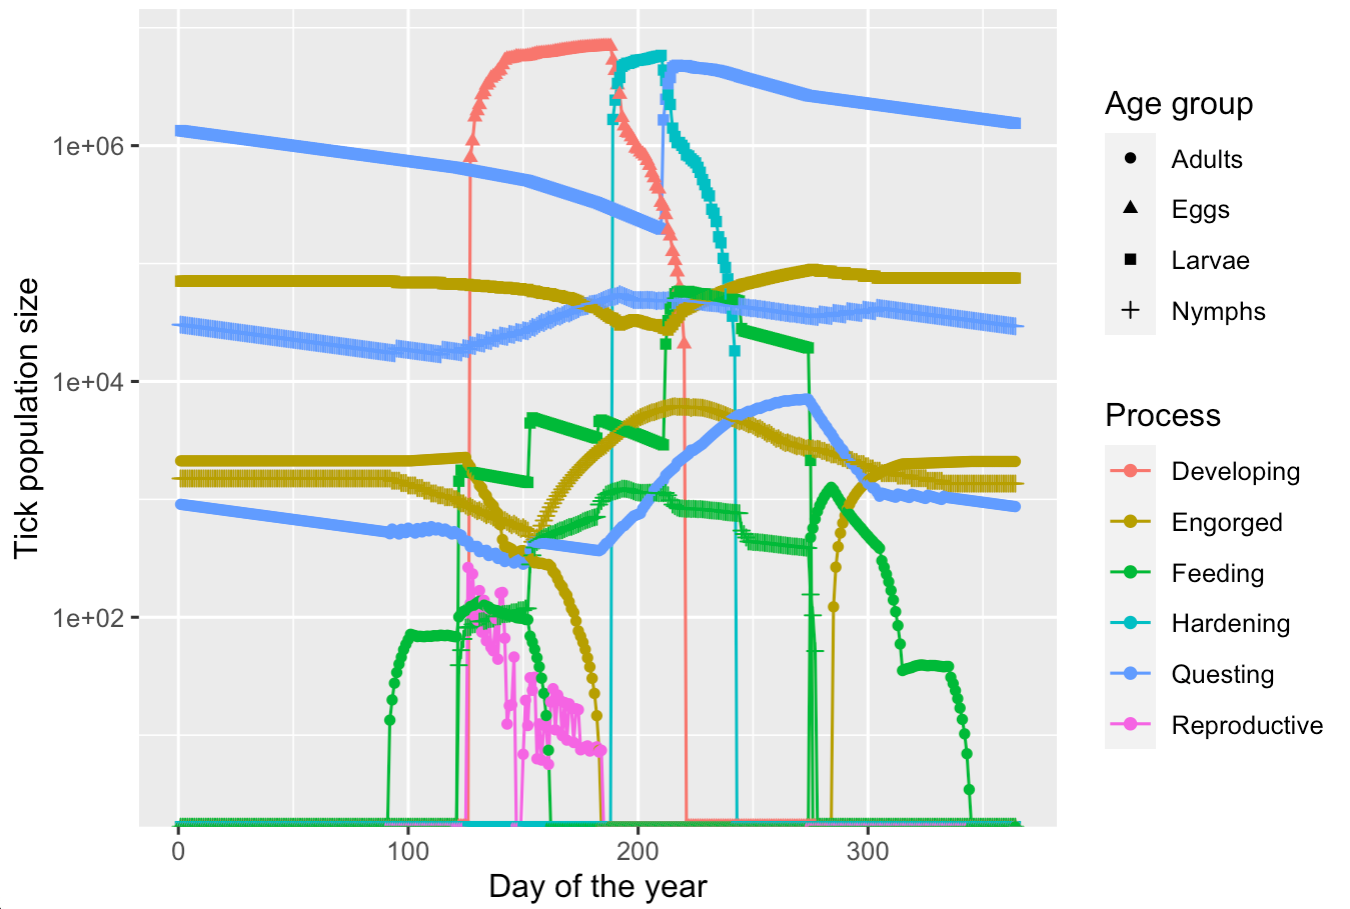 Tick population size
1e+06
1e+04
1e+02
0
100
200
300
Day of the year
Age group
Adults
Eggs
Larvae
Nymphs
Process
Developing
Engorged
Feeding
Hardening
Questing
Reproductive